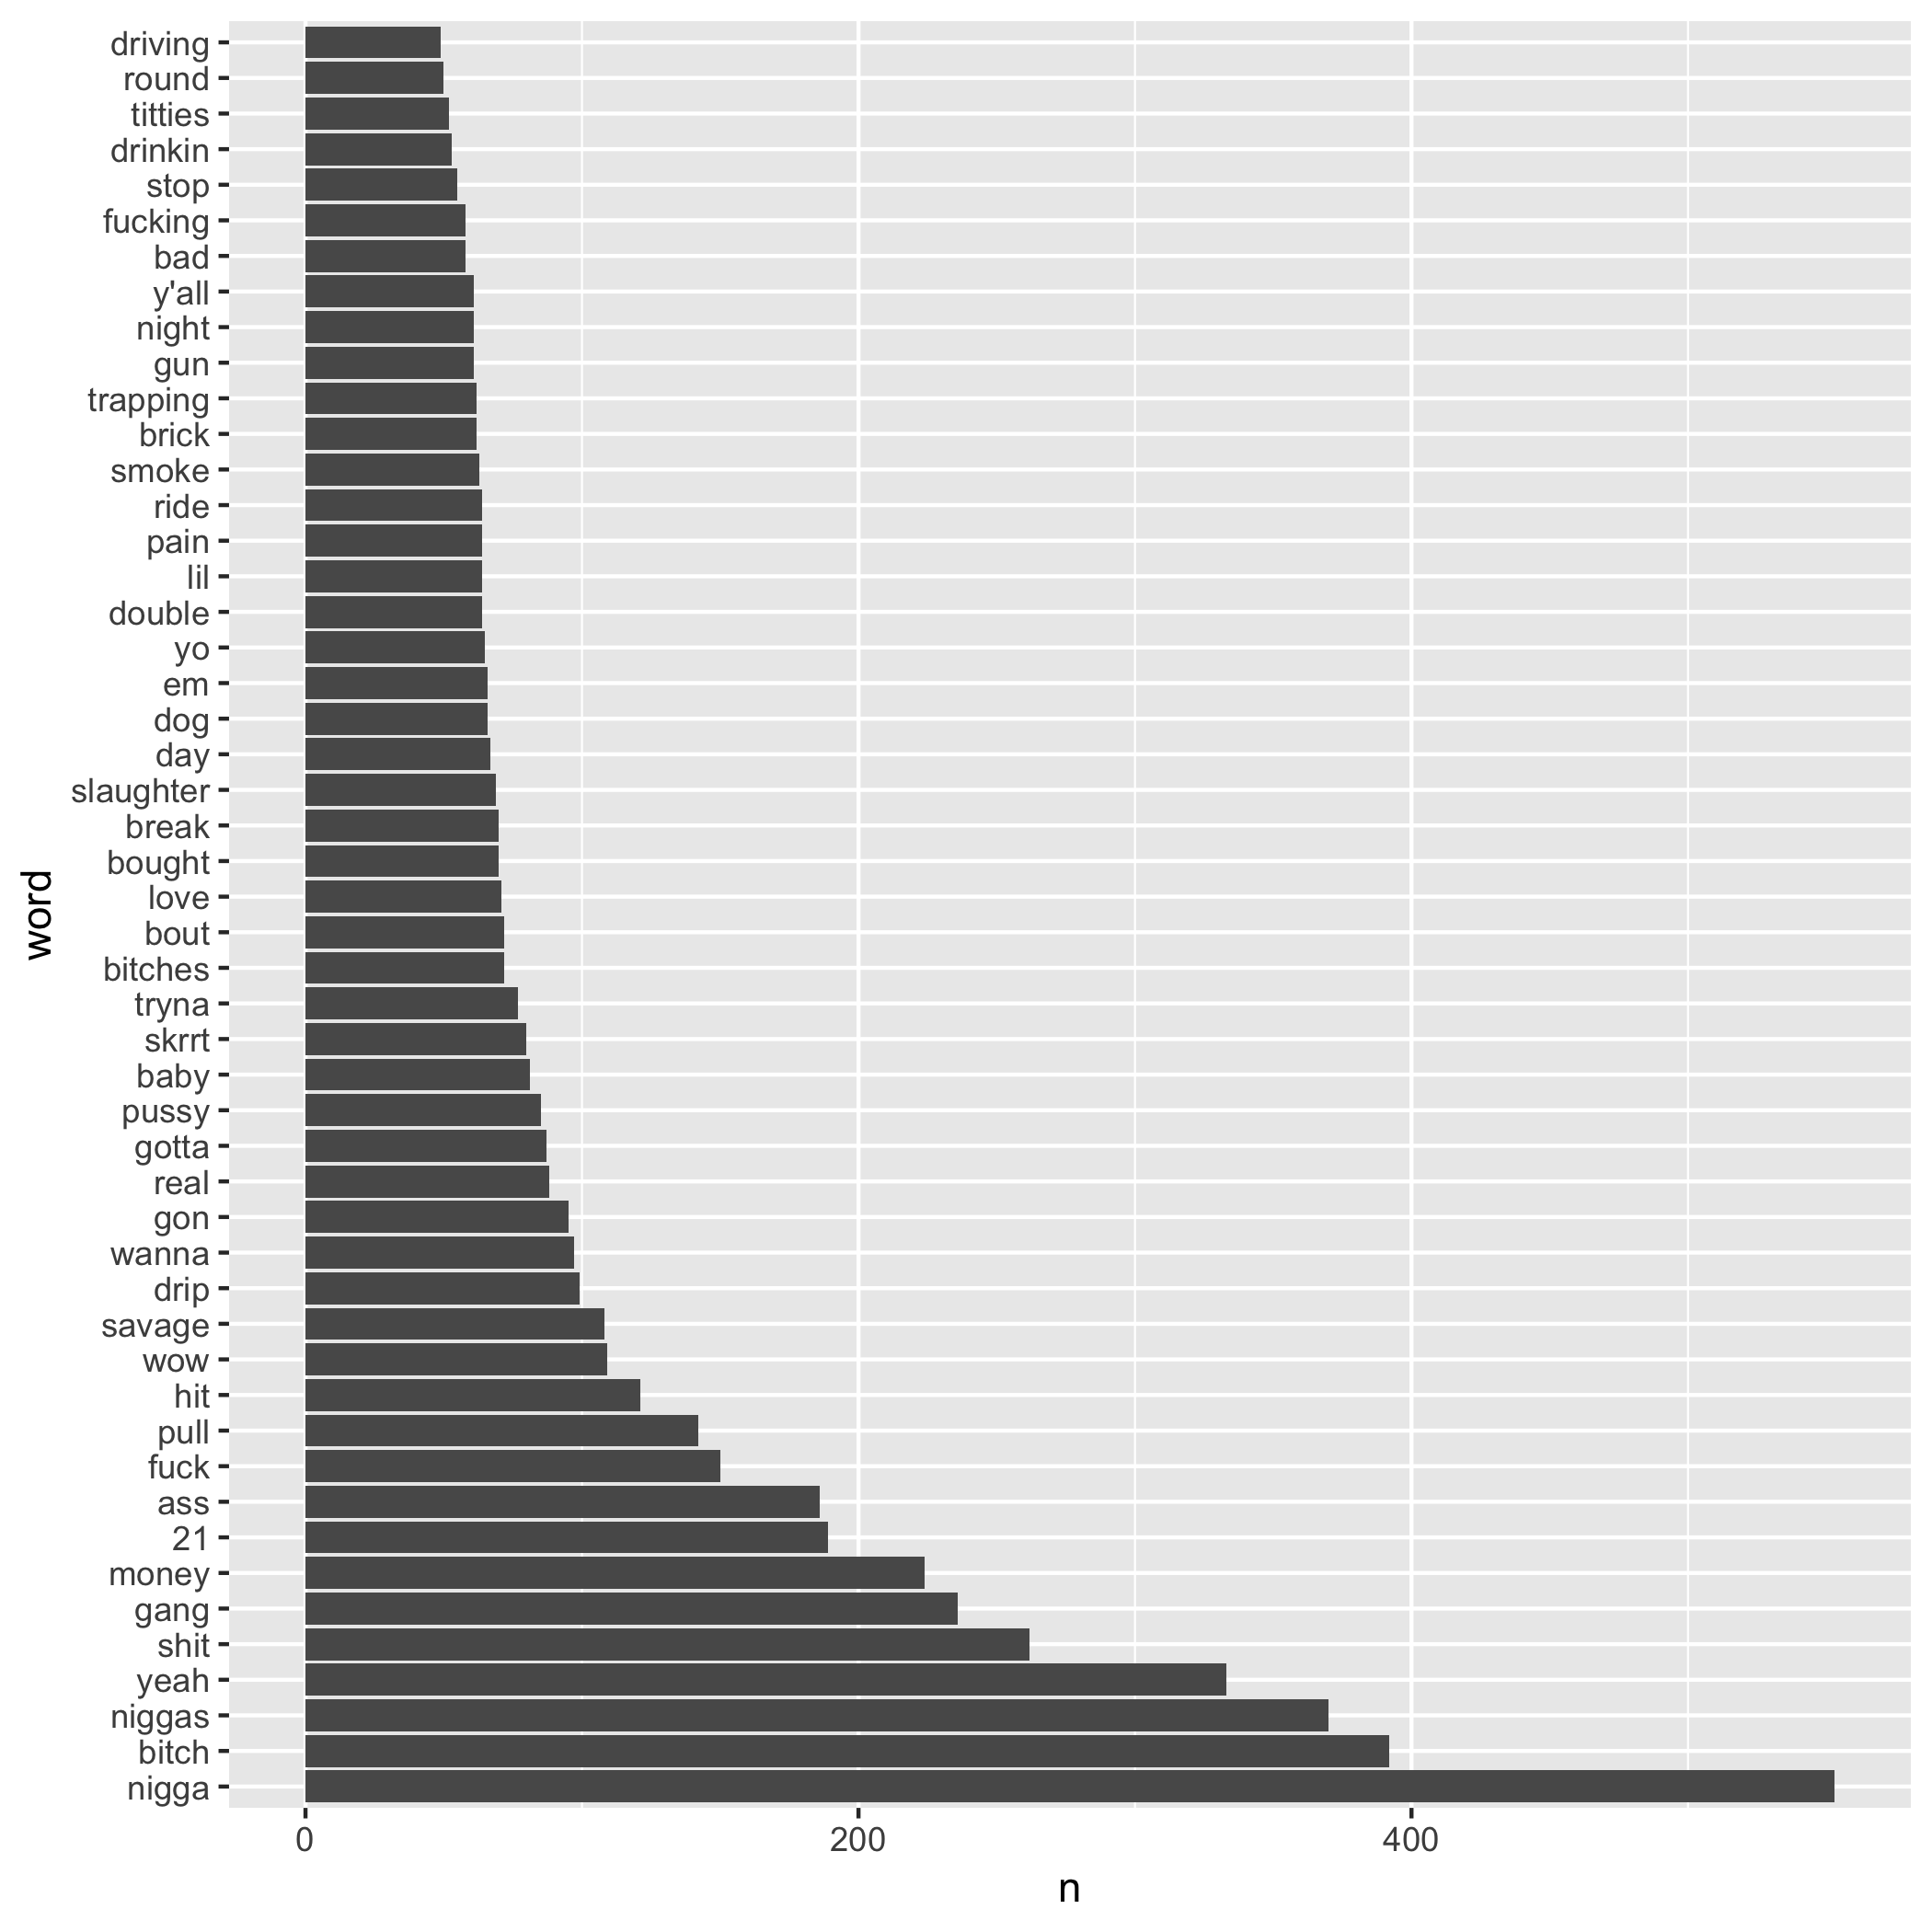 driving
round
titties
drinkin
stop
fucking
bad
y'all
night
gun
trapping
brick
smoke
ride
pain
lil
double
yo
em
dog
day
slaughter
break
bought
love
bout
bitches
tryna
skrrt
baby
pussy
gotta
real
gon
wanna
drip
savage
wow
hit
pull
fuck
ass
21
money
gang
shit
yeah
niggas
bitch
nigga
word
0 200 400
n